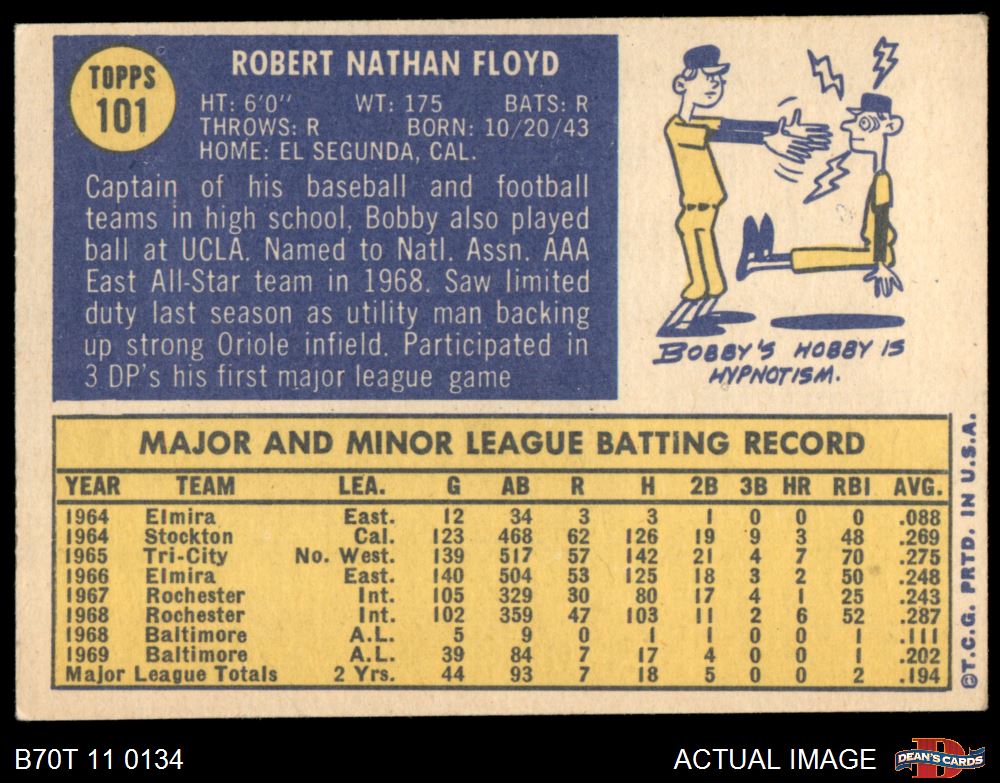 TOPPS
101
ROBERT NATHAN FLOYD
HT: 6'0" WT: 175 BATS: R
THROWS: R BORN: 10/20/43
HOME: EL SEGUNDA, CAL.
Captain of his baseball and football
teams in high school, Bobby also played
ball at UCLA. Named to Natl. Assn. AAA
East All-Star team in 1968. Saw limited
duty last season as utility man backing
up strong Oriole infield. Participated in
3 DP's his first major league game
BOBBY'S HOBBY IS
HYPNOTISM.
MAJOR AND MINOR LEAGUE BATTING RECORD
YEAR TEAM LEA. G AB R H 2B 3B HR RBI AVG.
1964 Elmira East. 12 34 3 3 1 0 0 0 .088
1964 Stockton Cal. 123 468 62 126 19 9 3 48 .269
1965 Tri-City No. West. 139 517 57 142 21 4 7 70 .275
1966 Elmira East. 140 504 53 125 18 3 2 50 .248
1967 Rochester Int. 105 329 30 80 17 4 1 25 .243
1968 Rochester Int. 102 359 47 103 11 2 6 52 .287
1968 Baltimore A.L. 5 9 0 1 1 0 0 1 .111
1969 Baltimore A.L. 39 84 7 17 4 0 0 1 .202
Major League Totals 2 Yrs. 44 93 7 18 5 0 0 2 .194
©T.C.G. PRTD. IN U.S.A.
B70T 11 0134
ACTUAL IMAGE
D
DEAN'S CARDS